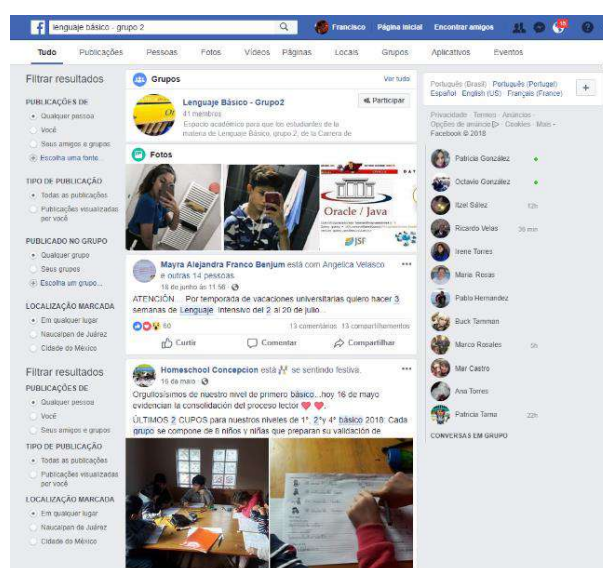 lenguaje básico - grupo 2
Francisco
Página inicial
Encontrar amigos
Tudo
Publicações
Pessoas
Fotos
Vídeos
Páginas
Locais
Grupos
Aplicativos
Eventos
Filtrar resultados
PUBLICAÇÕES DE
Qualquer pessoa
Você
Seus amigos e grupos
Escolha uma fonte...
TIPO DE PUBLICAÇÃO
Todas as publicações
Publicações visualizadas
por você
PUBLICADO NO GRUPO
Qualquer grupo
Seus grupos
Escolha um grupo...
LOCALIZAÇÃO MARCADA
Em qualquer lugar
Naucalpan de Juárez
Cidade do México
Filtrar resultados
PUBLICAÇÕES DE
Qualquer pessoa
Você
Seus amigos e grupos
TIPO DE PUBLICAÇÃO
Todas as publicações
Publicações visualizadas
por você
LOCALIZAÇÃO MARCADA
Em qualquer lugar
Naucalpan de Juárez
Cidade do México
Grupos
Ver tudo
Lenguaje Básico - Grupo2
41 membros
Participar
Espacio académico para que los estudiantes de la
materia de Lenguaje Básico, grupo 2, de la Carrera de
Fotos
Oracle / Java
JSF
Mayra Alejandra Franco Benjum está com Angelica Velasco
e outras 14 pessoas.
18 de junho às 11:56
ATENCIÓN... Por temporada de vacaciones universitarias quiero hacer 3
semanas de Lenguaje Intensivo del 2 al 20 de julio...
60
13 comentários 13 compartilhamentos
Curtir
Comentar
Compartilhar
Homeschool Concepcion está se sentindo festiva.
16 de maio
Orgullosísimos de nuestro nivel de primero básico...hoy 16 de mayo
evidencian la consolidación del proceso lector
ÚLTIMOS 2 CUPOS para nuestros niveles de 1°, 2°y 4° básico 2018: Cada
grupo se compone de 8 niños y niñas que preparan su validación de
Português (Brasil) · Português (Portugal)
Español · English (US) · Français (France)
Privacidade · Termos · Anúncios ·
Opções de anúncio · Cookies · Mais ·
Facebook © 2018
Patricia González
Octavio González
Itzel Sález
12h
Ricardo Velas
Irene Torres
Maria Rosas
Pablo Hernandez
Buck Tamman
Marco Rosales
5h
Mar Castro
Ana Torres
Patricia Tama
22h
CONVERSAS EM GRUPO